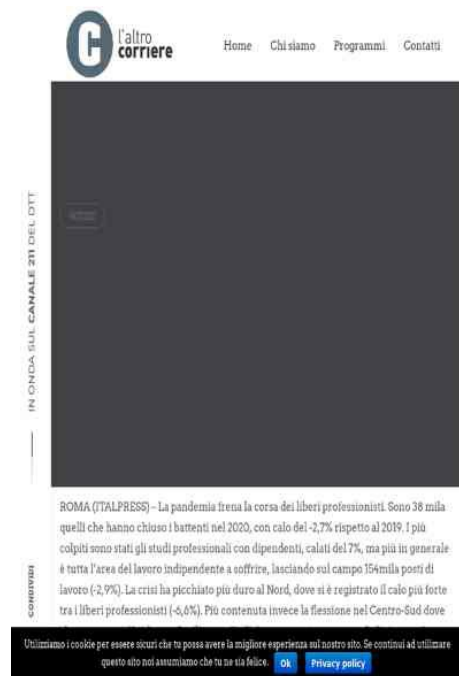 l'altro
corriere
Home Chi siamo Programmi Contatti
IN ONDA SUL CANALE 211 DEL DTT
CONDIVIDI
ROMA (ITALPRESS) – La pandemia frena la corsa dei liberi professionisti. Sono 38 mila
quelli che hanno chiuso i battenti nel 2020, con calo del -2,7% rispetto al 2019. I più
colpiti sono stati gli studi professionali con dipendenti, calati del 7%, ma più in generale
è tutta l'area del lavoro indipendente a soffrire, lasciando sul campo 154mila posti di
lavoro (-2,9%). La crisi ha picchiato più duro al Nord, dove si è registrato il calo più forte
tra i liberi professionisti (-6,6%). Più contenuta invece la flessione nel Centro-Sud dove
Utilizziamo i cookie per essere sicuri che tu possa avere la migliore esperienza sul nostro sito. Se continui ad utilizzare
questo sito noi assumiamo che tu ne sia felice. Ok Privacy policy